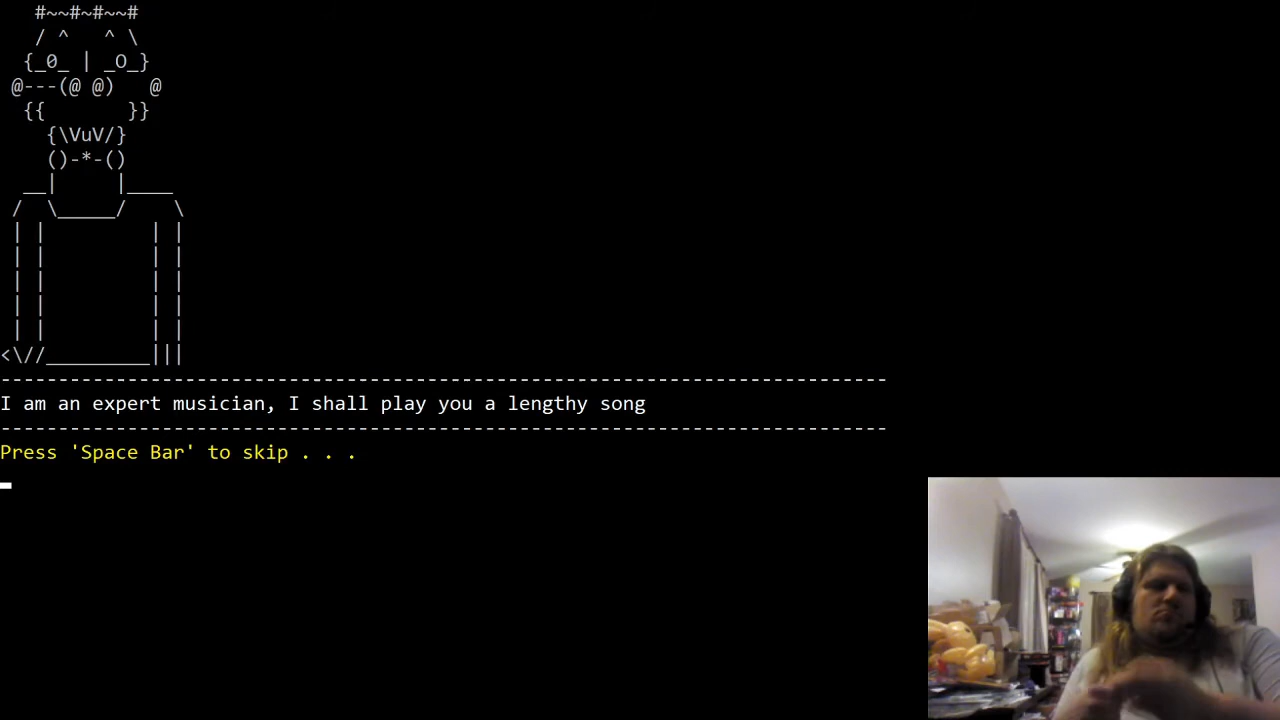 I am an expert musician, I shall play you a lengthy song
Press 'Space Bar' to skip . . .